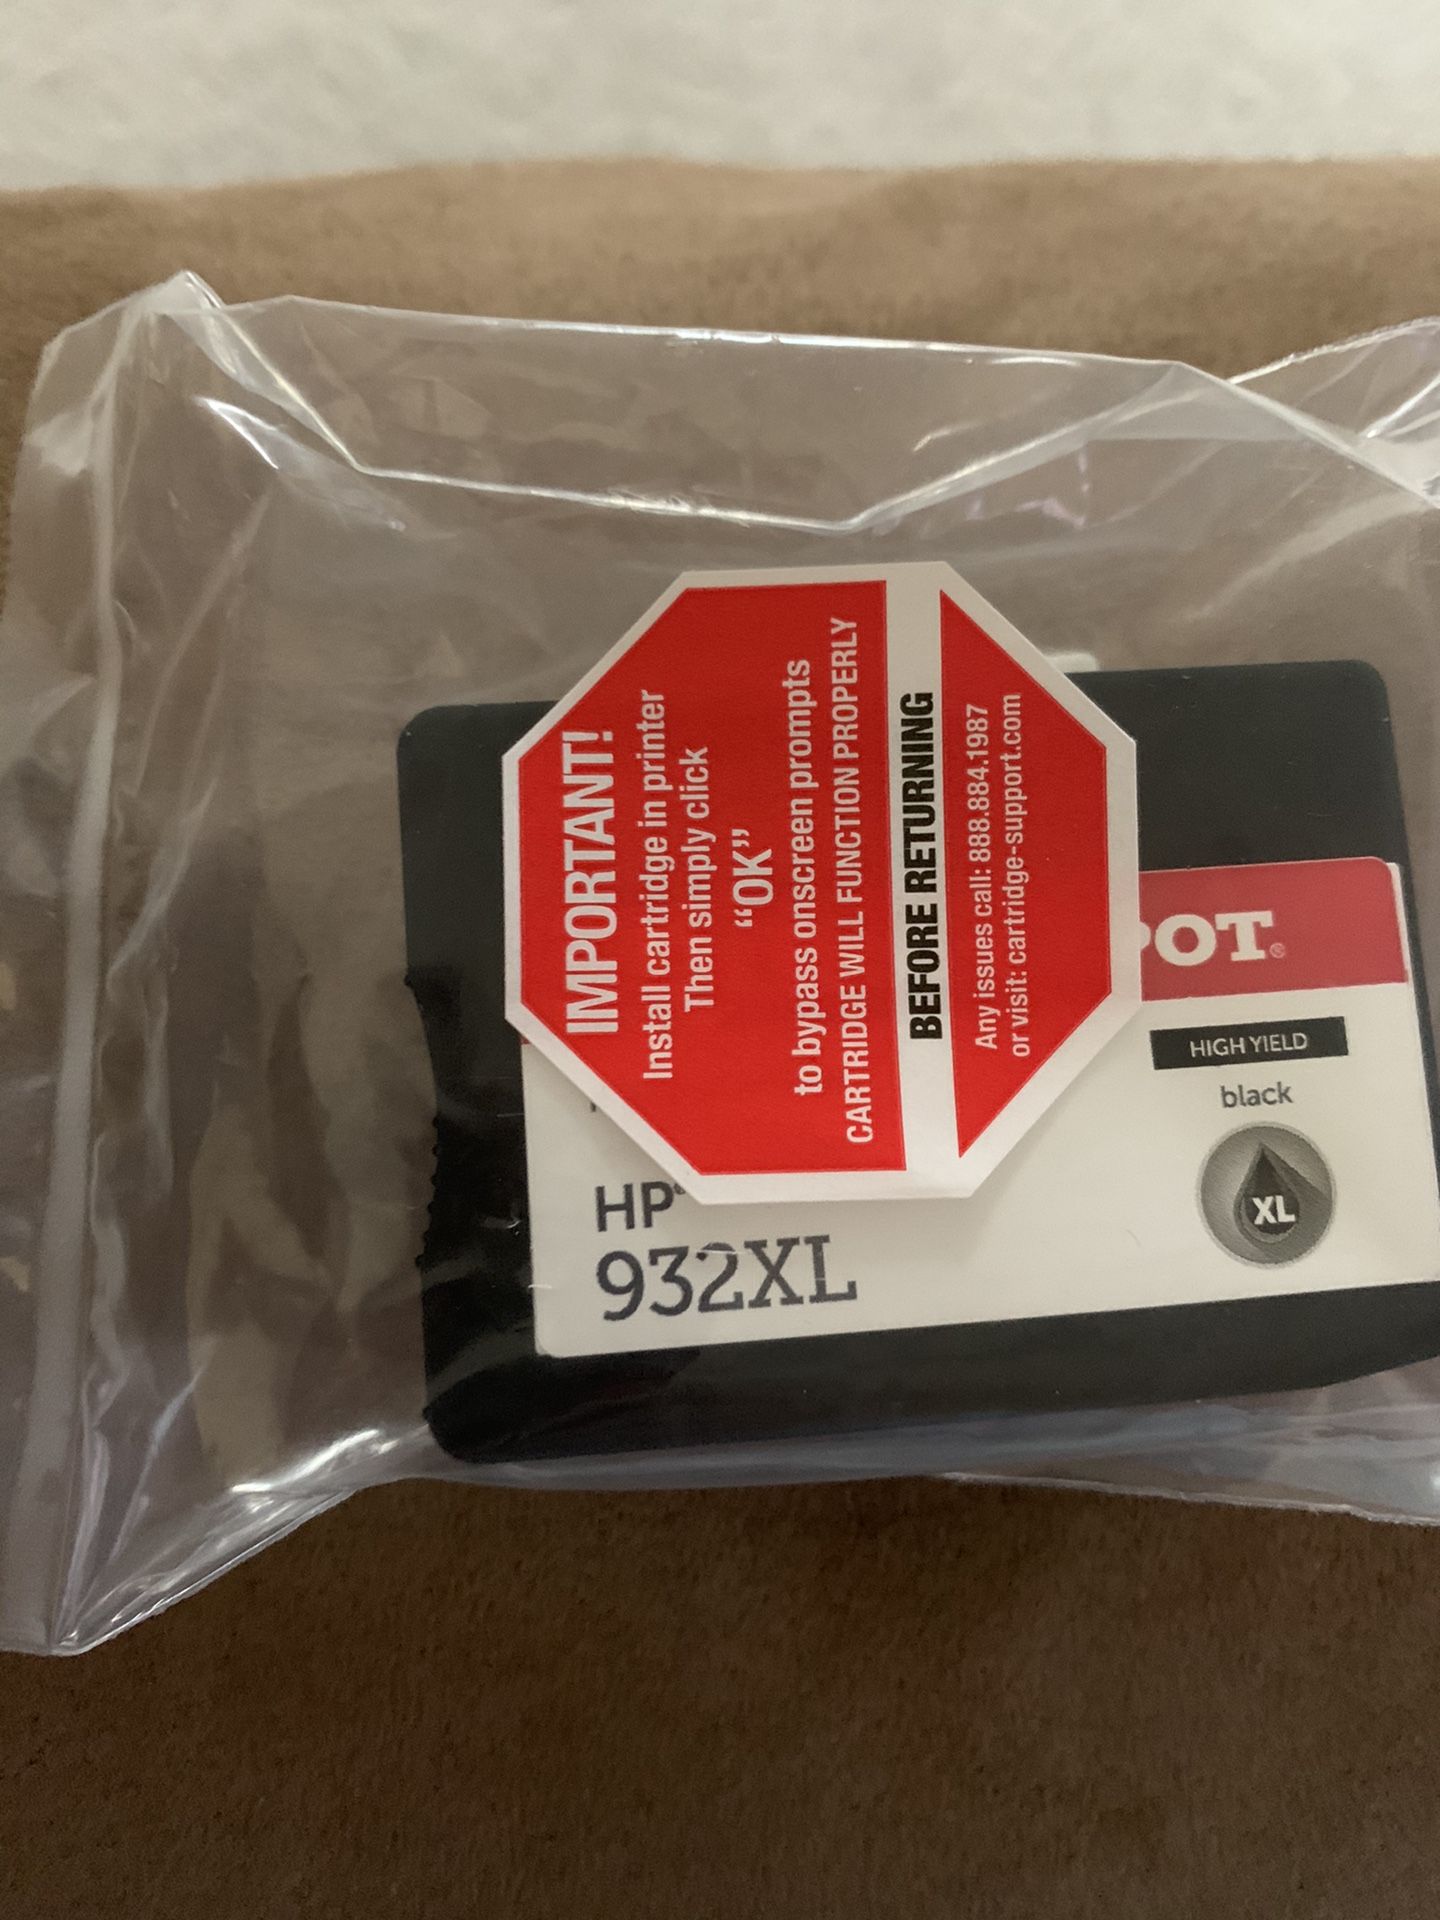 IMPORTANT!
Install cartridge in printer
Then simply click
“OK”
to bypass onscreen prompts
CARTRIDGE WILL FUNCTION PROPERLY
BEFORE RETURNING
Any issues call: 888.884.1987
or visit: cartridge-support.com
POT®
HIGH YIELD
black
XL
HP®
932XL